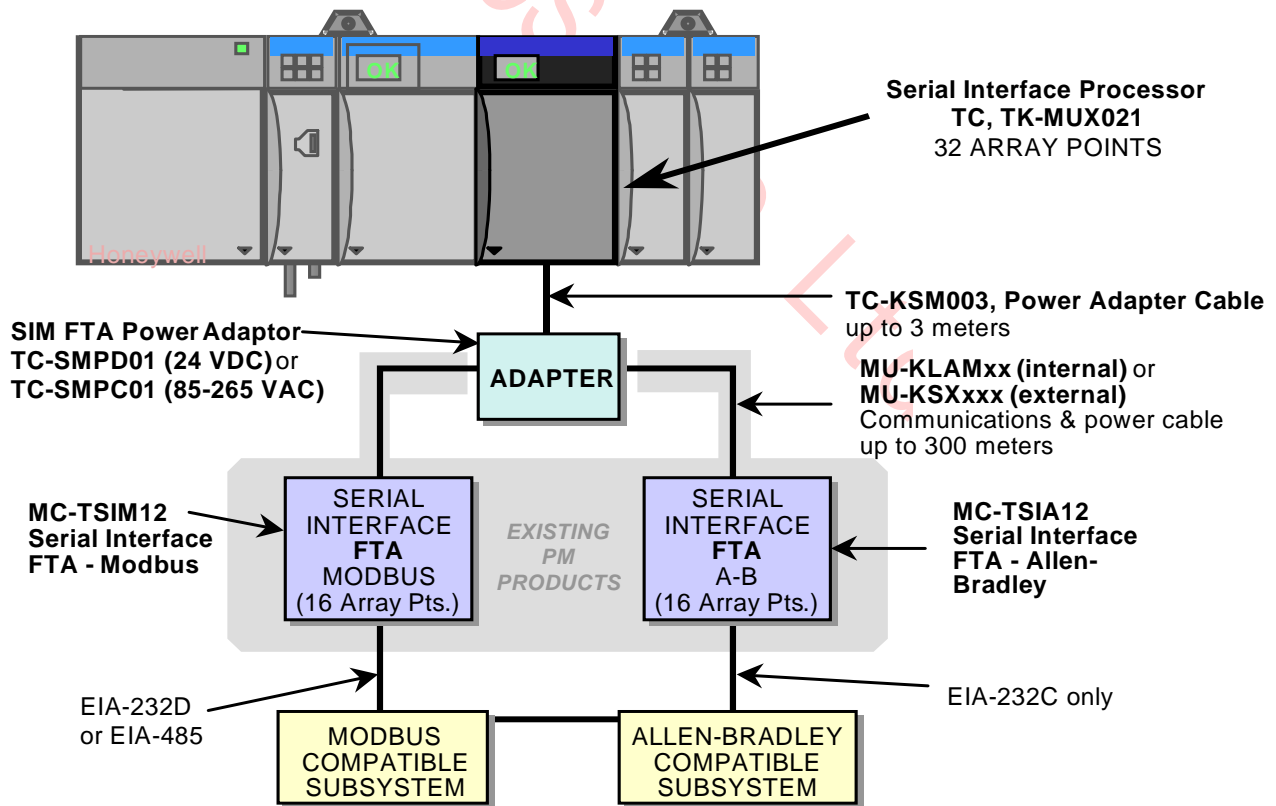 OK
OK
Honeywell
Serial Interface Processor
TC, TK-MUX021
32 ARRAY POINTS
TC-KSM003, Power Adapter Cable
up to 3 meters
SIM FTA Power Adaptor
TC-SMPD01 (24 VDC) or
TC-SMPC01 (85-265 VAC)
ADAPTER
MU-KLAMxx (internal) or
MU-KSXxxx (external)
Communications & power cable
up to 300 meters
MC-TSIM12
Serial Interface
FTA - Modbus
SERIAL
INTERFACE
FTA
MODBUS
(16 Array Pts.)
EXISTING
PM
PRODUCTS
SERIAL
INTERFACE
FTA
A-B
(16 Array Pts.)
MC-TSIA12
Serial Interface
FTA - Allen-
Bradley
EIA-232D
or EIA-485
EIA-232C only
MODBUS
COMPATIBLE
SUBSYSTEM
ALLEN-BRADLEY
COMPATIBLE
SUBSYSTEM